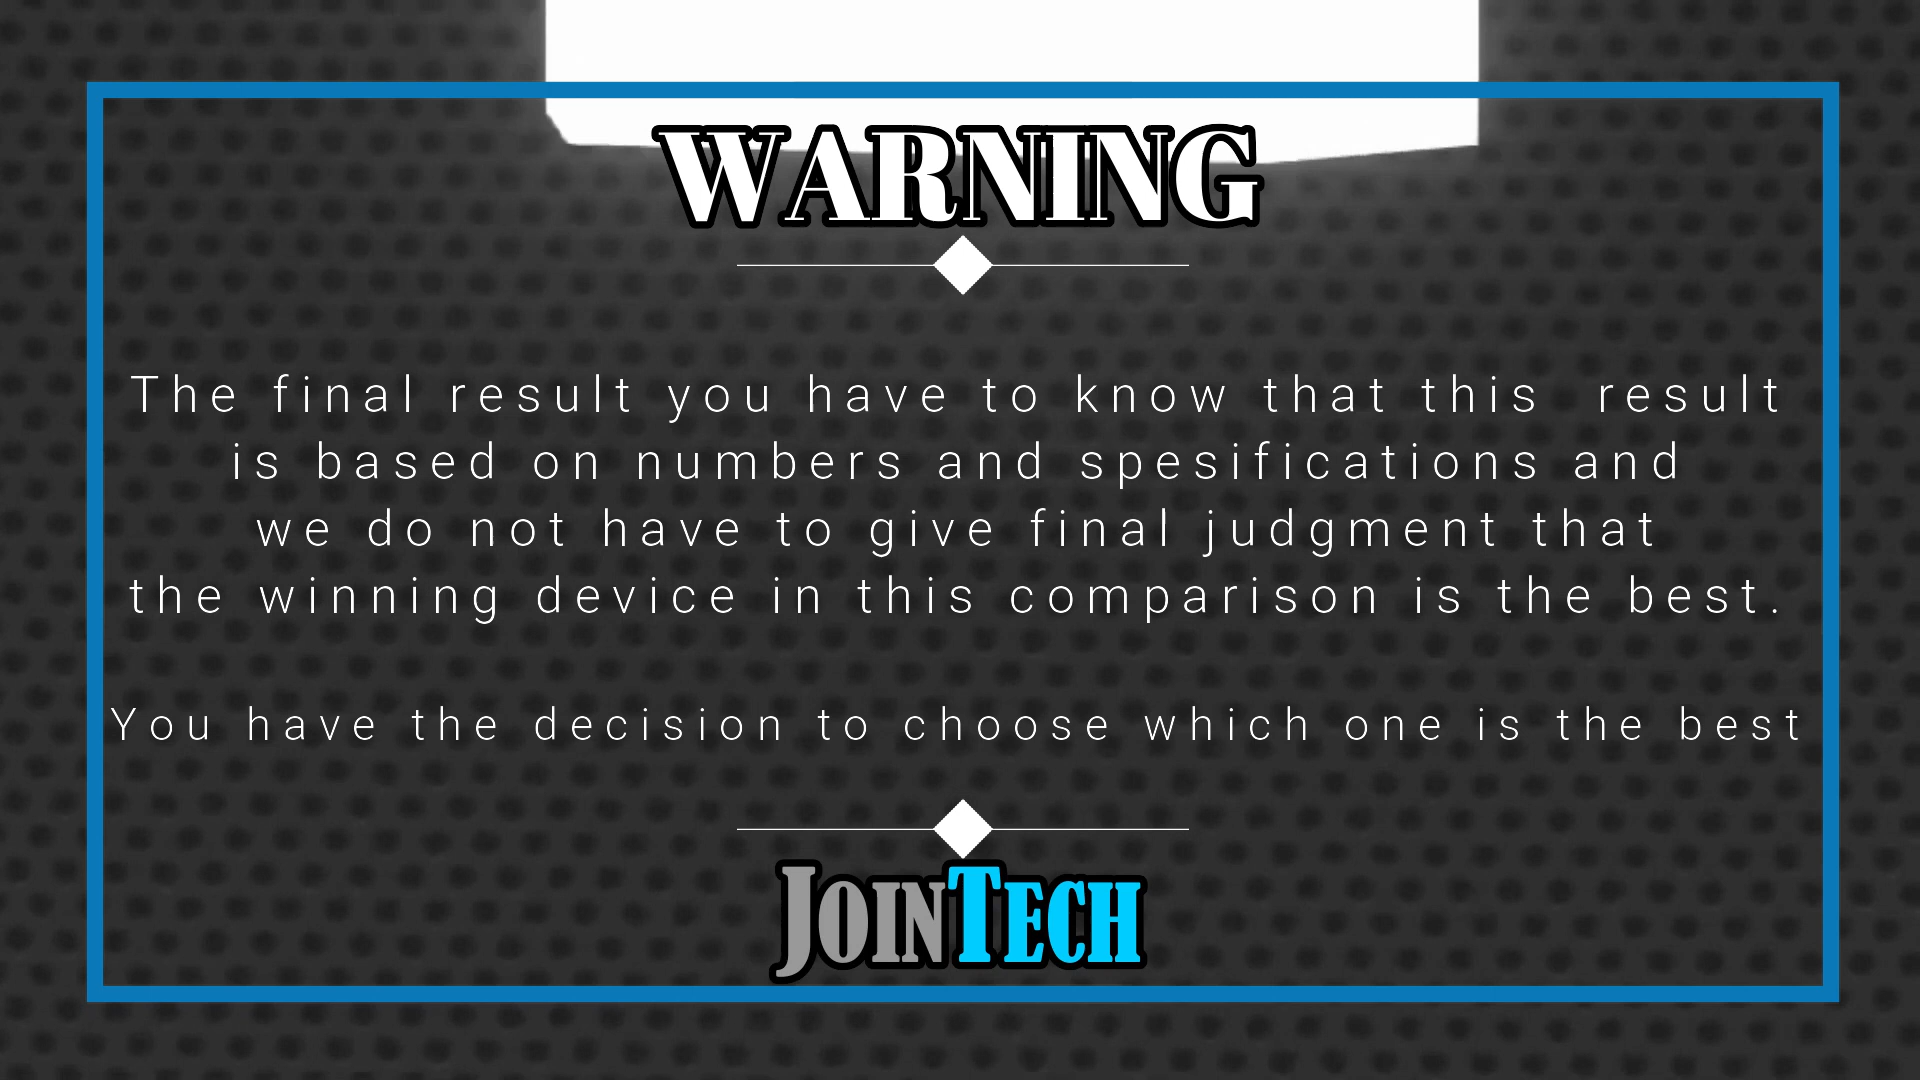 WARNING
The final result you have to know that this result
is based on numbers and spesifications and
we do not have to give final judgment that
the winning device in this comparison is the best.
You have the decision to choose which one is the best
JOINTECH